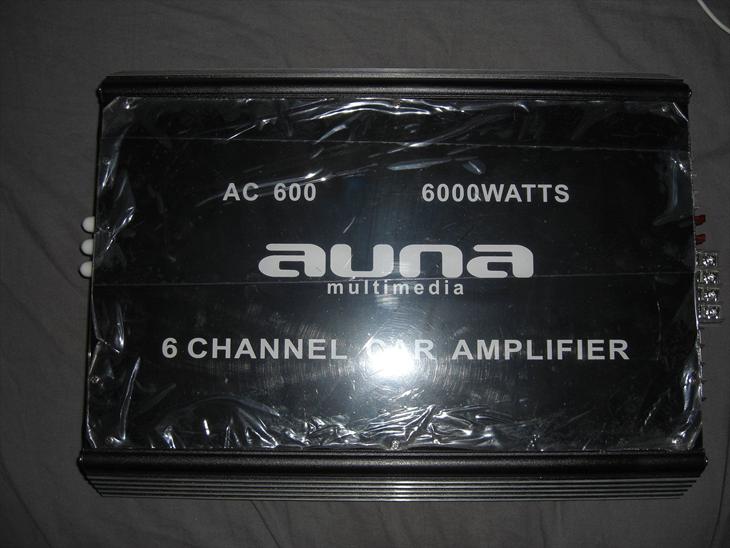 AC 600 6000WATTS
auna
multimedia
6 CHANNEL CAR AMPLIFIER